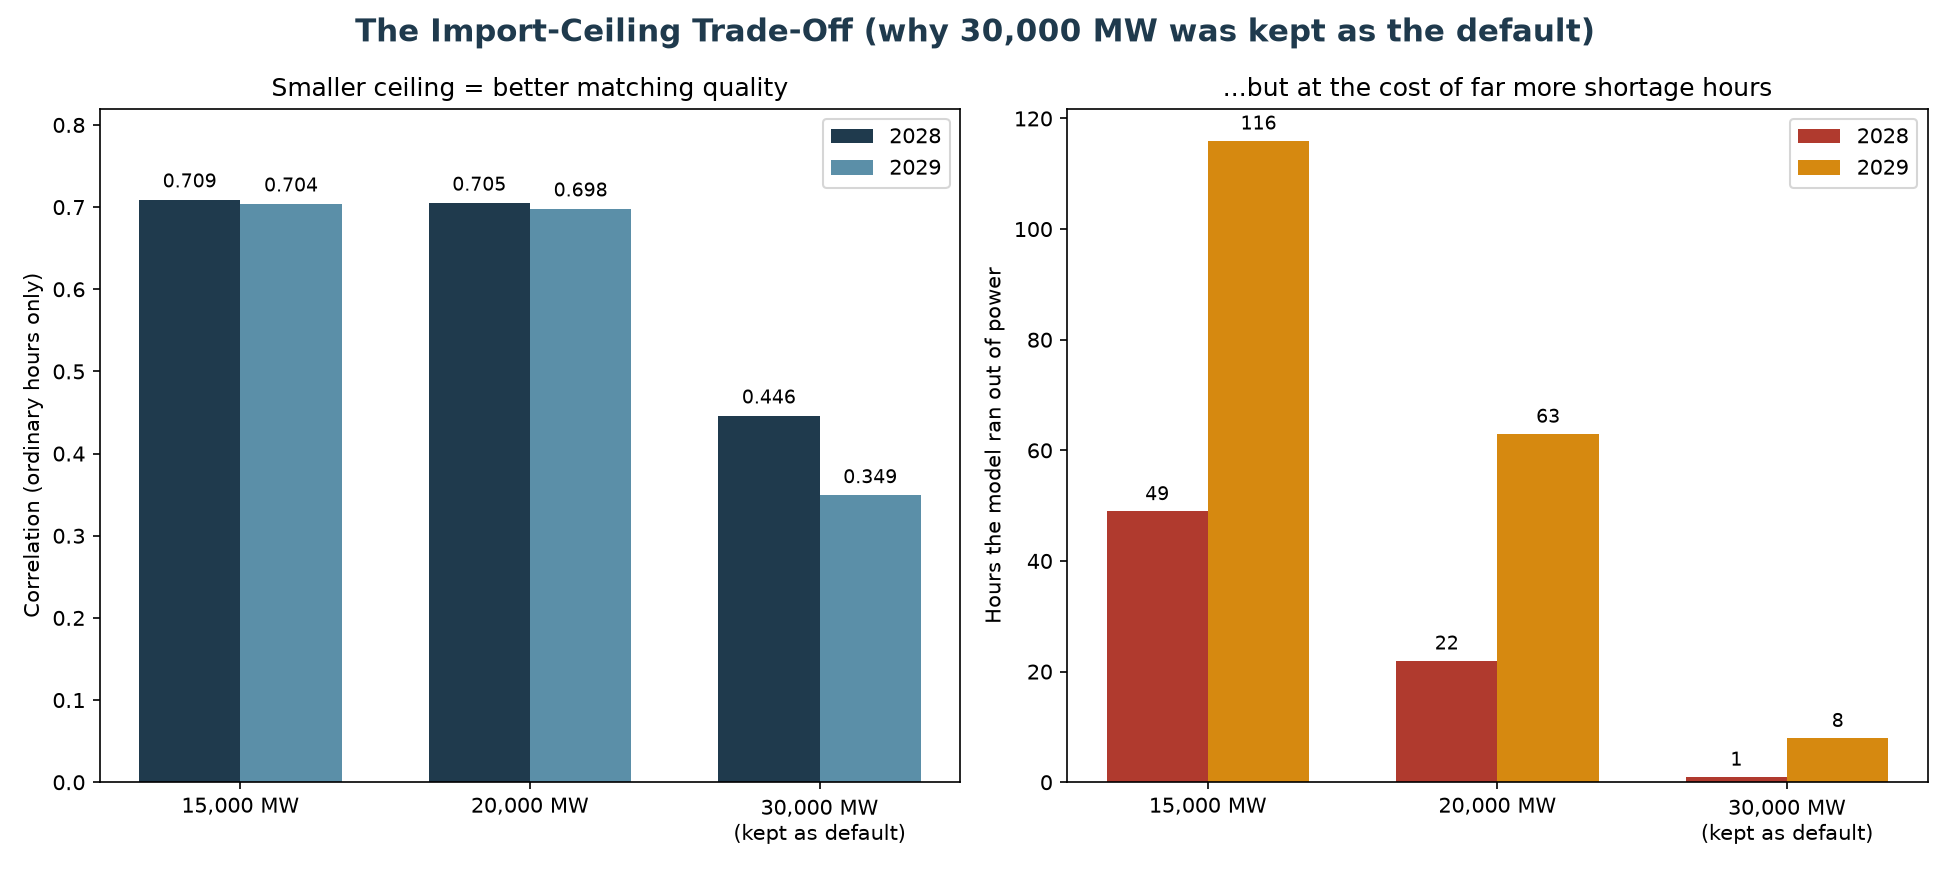 The Import-Ceiling Trade-Off (why 30,000 MW was kept as the default)
Smaller ceiling = better matching quality
Correlation (ordinary hours only)
0.8
0.7
0.6
0.5
0.4
0.3
0.2
0.1
0.0
2028
2029
0.709
0.704
0.705
0.698
0.446
0.349
15,000 MW
20,000 MW
30,000 MW
(kept as default)
...but at the cost of far more shortage hours
Hours the model ran out of power
120
100
80
60
40
20
0
2028
2029
49
116
22
63
1
8
15,000 MW
20,000 MW
30,000 MW
(kept as default)